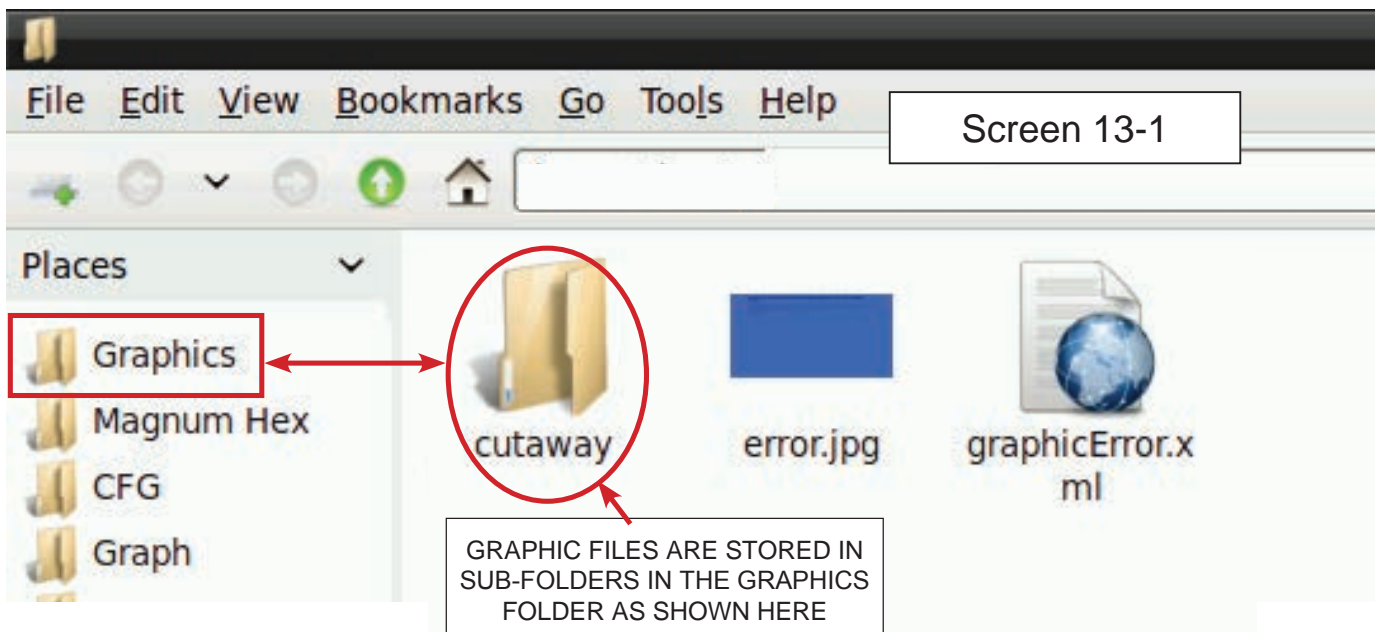 File Edit View Bookmarks Go Tools Help
Screen 13-1
Places
Graphics
Magnum Hex
CFG
Graph
cutaway
error.jpg
graphicError.x
ml
GRAPHIC FILES ARE STORED IN
SUB-FOLDERS IN THE GRAPHICS
FOLDER AS SHOWN HERE